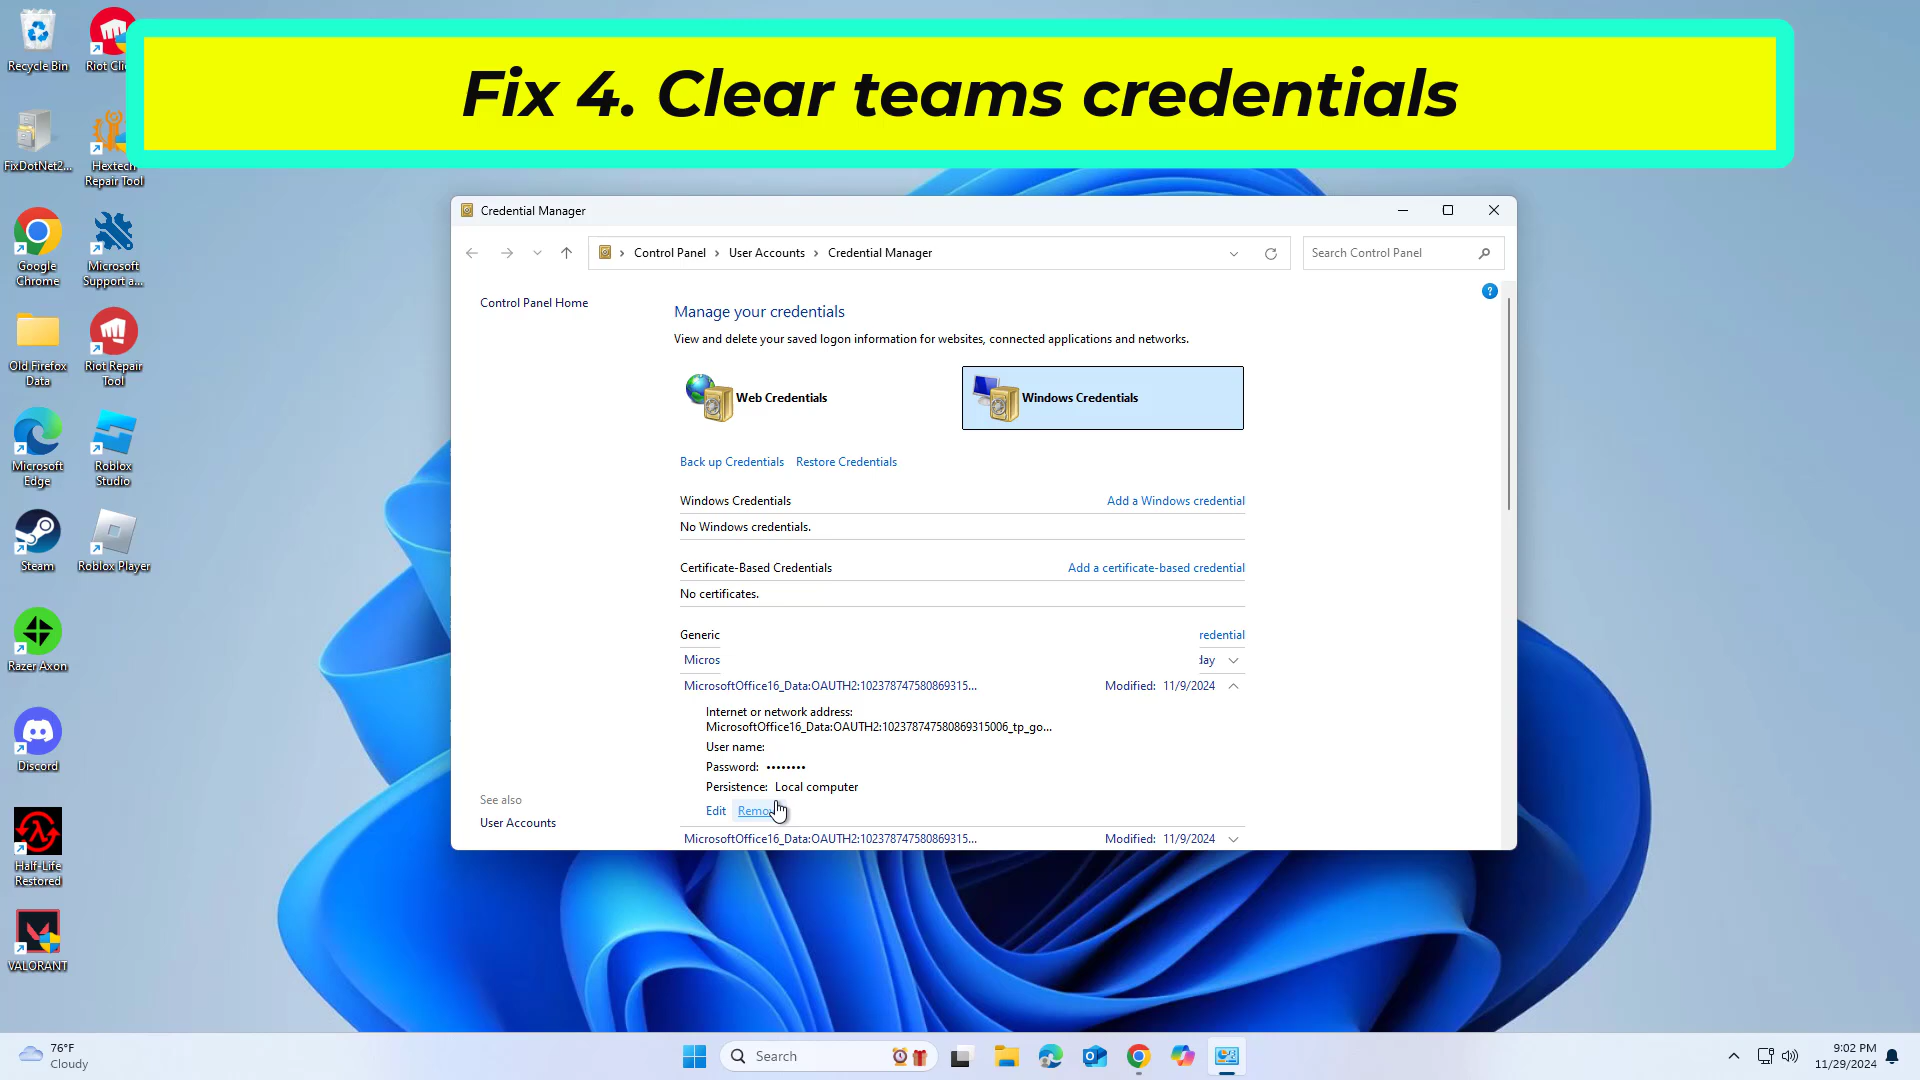 Fix 4. Clear teams credentials
Recycle Bin
FixDotNet2...
Hextech
Repair Tool
Google
Chrome
Microsoft
Support a...
Old Firefox
Data
Riot Repair
Tool
Microsoft
Edge
Roblox
Studio
Steam
Roblox Player
Razer Axon
Discord
Half-Life
Restored
VALORANT
Credential Manager
Control Panel
User Accounts
Credential Manager
Search Control Panel
Control Panel Home
Manage your credentials
View and delete your saved logon information for websites, connected applications and networks.
Web Credentials
Windows Credentials
Back up Credentials
Restore Credentials
Windows Credentials
Add a Windows credential
No Windows credentials.
Certificate-Based Credentials
Add a certificate-based credential
No certificates.
Generic
redential
Micros
day
MicrosoftOffice16_Data:OAUTH2:102378747580869315...
Modified: 11/9/2024
Internet or network address:
MicrosoftOffice16_Data:OAUTH2:102378747580869315006_tp_go...
User name:
Password: ••••••••
Persistence: Local computer
Edit
Remo
MicrosoftOffice16_Data:OAUTH2:102378747580869315...
Modified: 11/9/2024
See also
User Accounts
76°F
Cloudy
Search
9:02 PM
11/29/2024